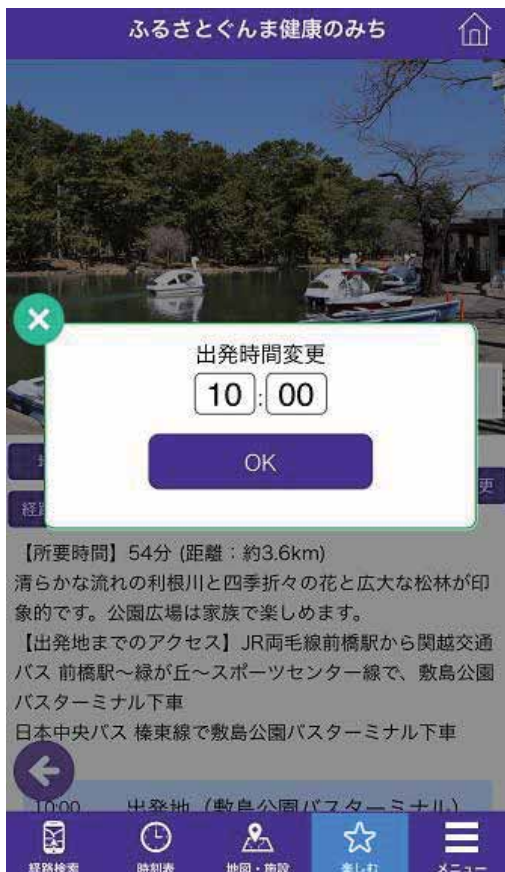 ふるさとぐんま健康のみち
出発時間変更
10:00
OK
経
更
【所要時間】54分 (距離：約3.6km)
清らかな流れの利根川と四季折々の花と広大な松林が印
象的です。公園広場は家族で楽しめます。
【出発地までのアクセス】JR両毛線前橋駅から関越交通
バス 前橋駅〜緑が丘〜スポーツセンター線で、敷島公園
バスターミナル下車
日本中央バス 榛東線で敷島公園バスターミナル下車
10:00 出発地（敷島公園バスターミナル）
経路検索 時刻表 地図・施設 楽しむ メニュー